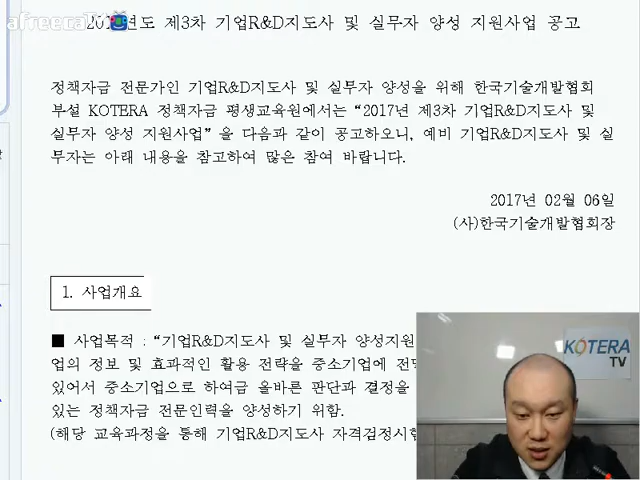 afreecaTV
2017년도 제3차 기업R&D지도사 및 실무자 양성 지원사업 공고
정책자금 전문가인 기업R&D지도사 및 실무자 양성을 위해 한국기술개발협회
부설 KOTERA 정책자금 평생교육원에서는 “2017년 제3차 기업R&D지도사 및
실무자 양성 지원사업” 을 다음과 같이 공고하오니, 예비 기업R&D지도사 및 실
무자는 아래 내용을 참고하여 많은 참여 바랍니다.
2017년 02월 06일
(사)한국기술개발협회장
1. 사업개요
■ 사업목적 : “기업R&D지도사 및 실무자 양성지원
업의 정보 및 효과적인 활용 전략을 중소기업에 전
있어서 중소기업으로 하여금 올바른 판단과 결정을
있는 정책자금 전문인력을 양성하기 위함.
(해당 교육과정을 통해 기업R&D지도사 자격검정시
KOTERA
TV